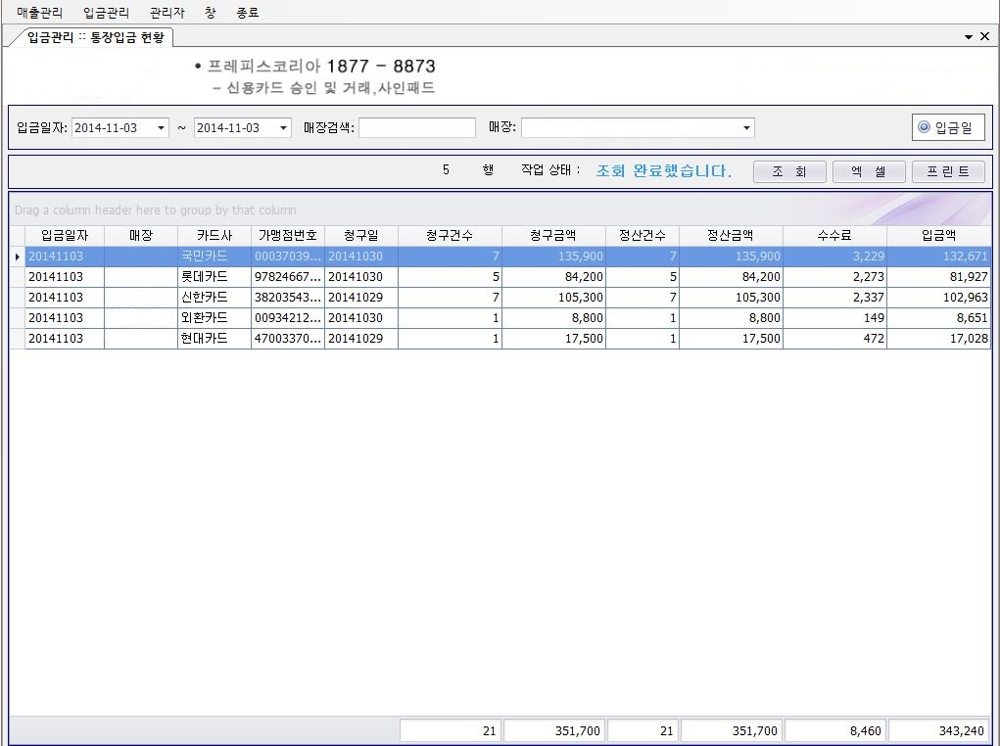 매출관리 입금관리 관리자 창 종료
입금관리 :: 통장입금 현황
• 프레피스코리아 1877 - 8873
- 신용카드 승인 및 거래,사인패드
입금일자: 2014-11-03 ~ 2014-11-03 매장검색: 매장: 입금일
5 행 작업 상태 : 조회 완료했습니다. 조 회 엑 셀 프 린 트
Drag a column header here to group by that column
입금일자 매장 카드사 가맹점번호 청구일 청구건수 청구금액 정산건수 정산금액 수수료 입금액
20141103 국민카드 00037039... 20141030 7 135,900 7 135,900 3,229 132,671
20141103 롯데카드 97824667... 20141030 5 84,200 5 84,200 2,273 81,927
20141103 신한카드 38203543... 20141029 7 105,300 7 105,300 2,337 102,963
20141103 외환카드 00934212... 20141030 1 8,800 1 8,800 149 8,651
20141103 현대카드 47003370... 20141029 1 17,500 1 17,500 472 17,028
21 351,700 21 351,700 8,460 343,240